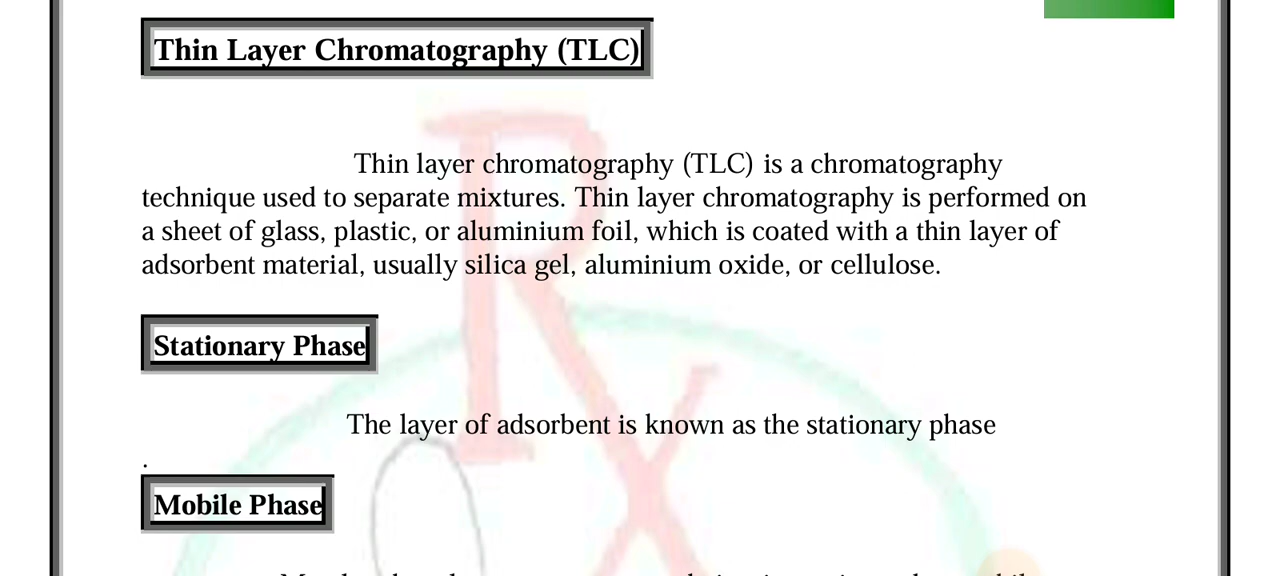 Thin Layer Chromatography (TLC)
Thin layer chromatography (TLC) is a chromatography
technique used to separate mixtures. Thin layer chromatography is performed on
a sheet of glass, plastic, or aluminium foil, which is coated with a thin layer of
adsorbent material, usually silica gel, aluminium oxide, or cellulose.
Stationary Phase
The layer of adsorbent is known as the stationary phase
.
Mobile Phase